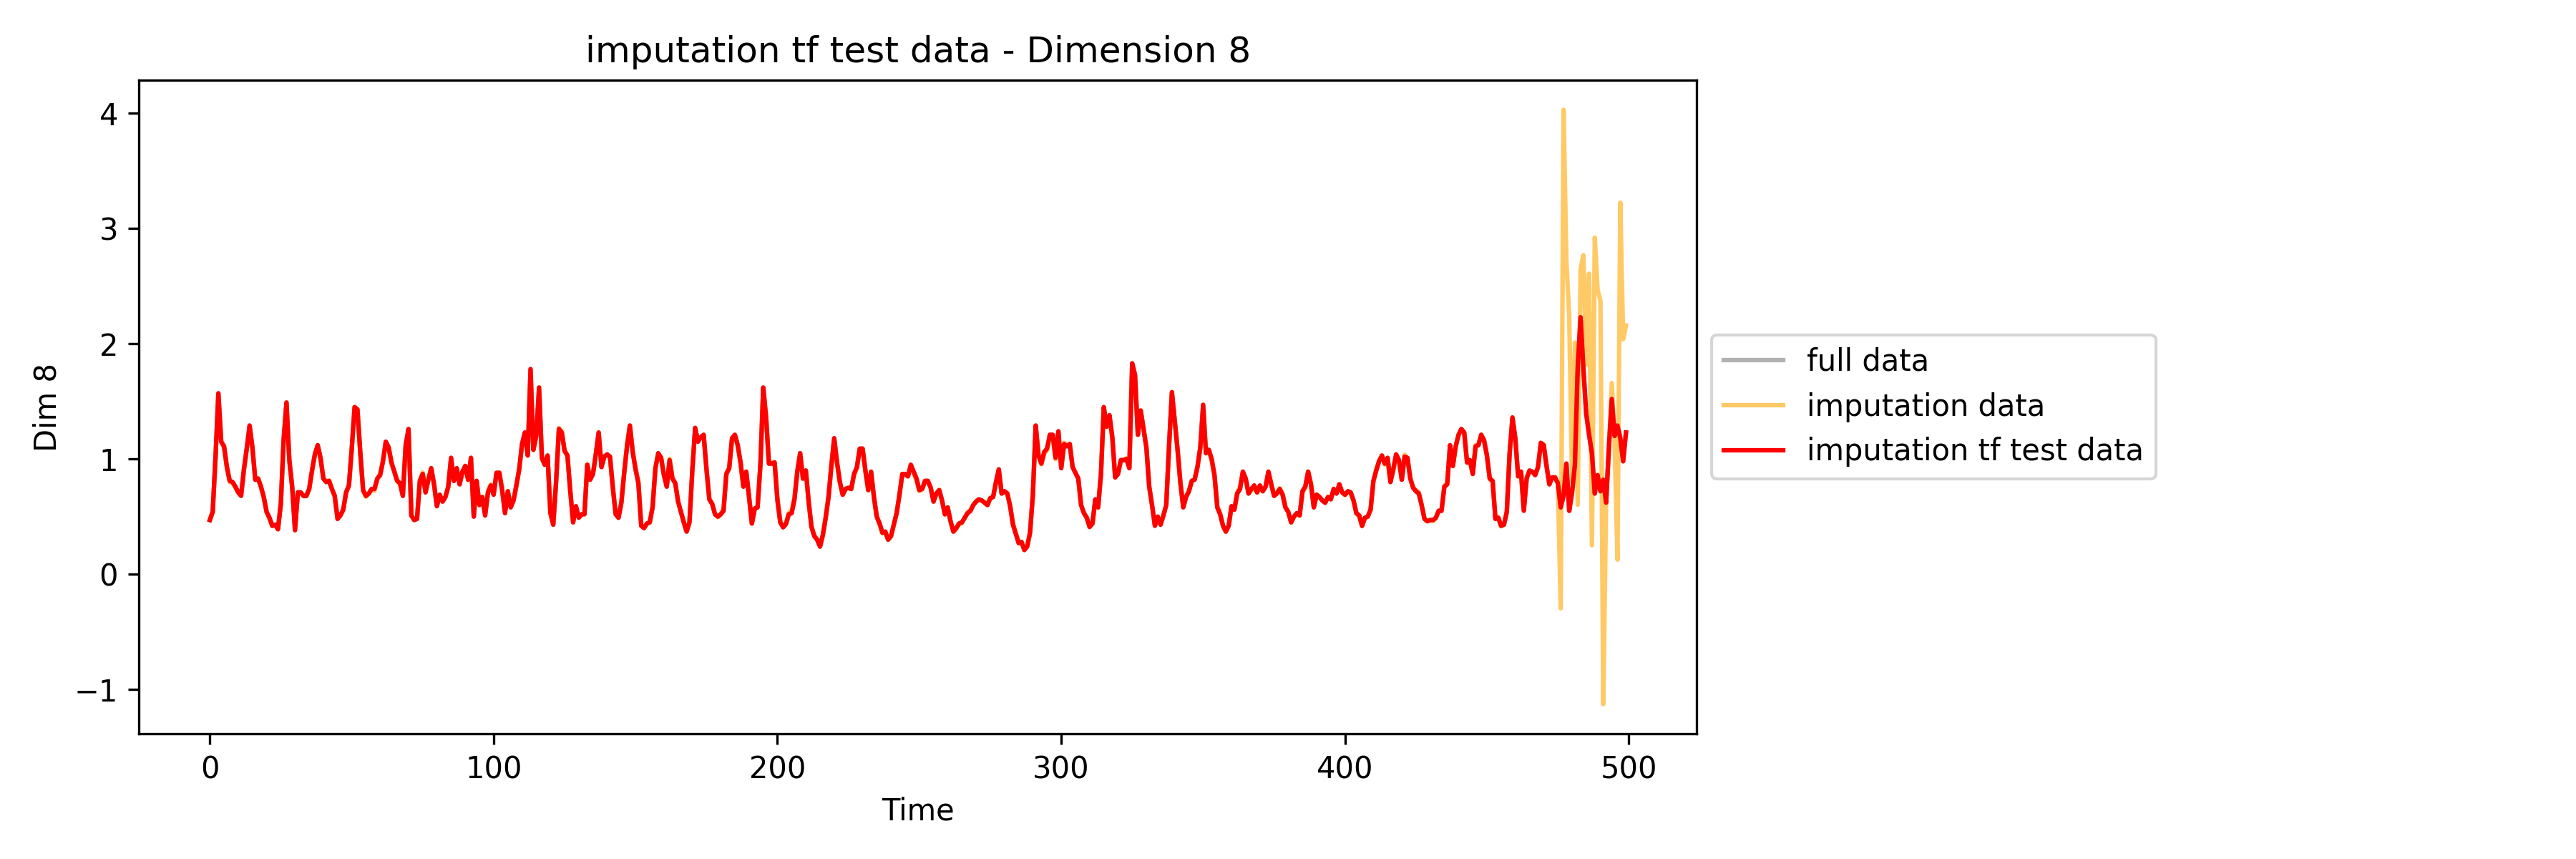 imputation tf test data - Dimension 8
4
3
2
1
0
−1
Dim 8
0 100 200 300 400 500
Time
full data
imputation data
imputation tf test data